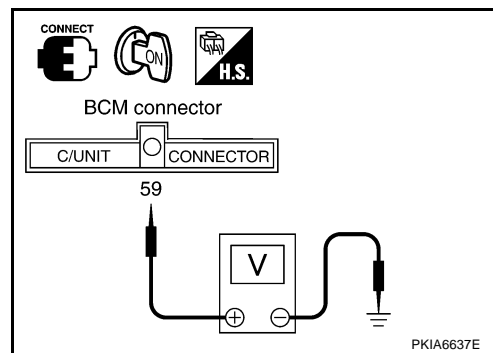 CONNECT
ON
H.S.
BCM connector
C/UNIT CONNECTOR
59
V
+ −
PKIA6637E